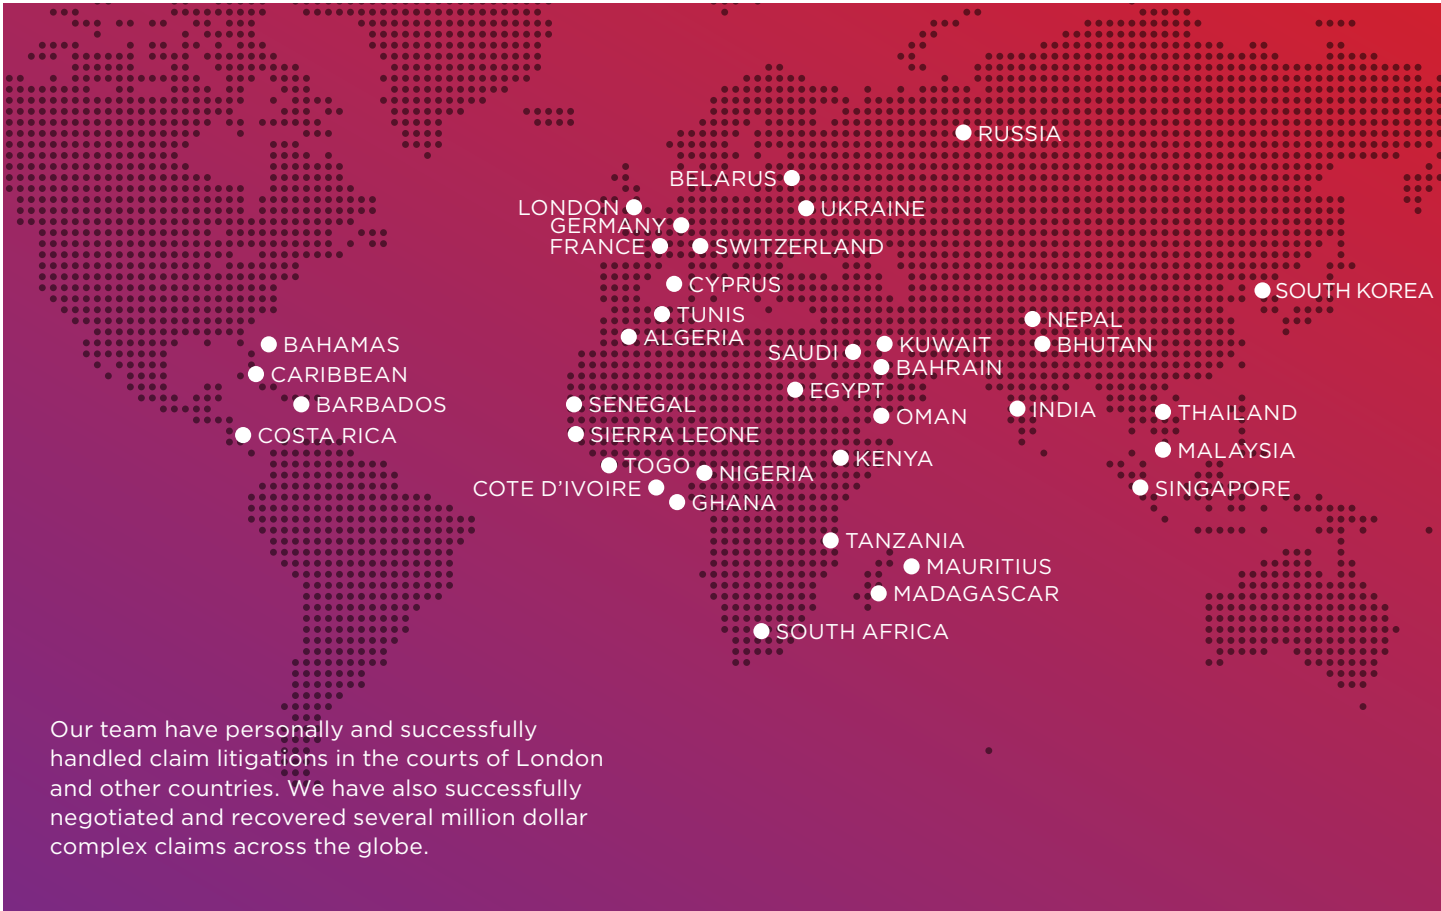 RUSSIA
BELARUS
LONDON
UKRAINE
GERMANY
FRANCE
SWITZERLAND
CYPRUS
SOUTH KOREA
TUNIS
NEPAL
ALGERIA
BAHAMAS
KUWAIT
BHUTAN
SAUDI
BAHRAIN
CARIBBEAN
EGYPT
BARBADOS
SENEGAL
OMAN
INDIA
THAILAND
COSTA RICA
SIERRA LEONE
MALAYSIA
KENYA
TOGO
NIGERIA
COTE D'IVOIRE
SINGAPORE
GHANA
TANZANIA
MAURITIUS
MADAGASCAR
SOUTH AFRICA
Our team have personally and successfully
handled claim litigations in the courts of London
and other countries. We have also successfully
negotiated and recovered several million dollar
complex claims across the globe.